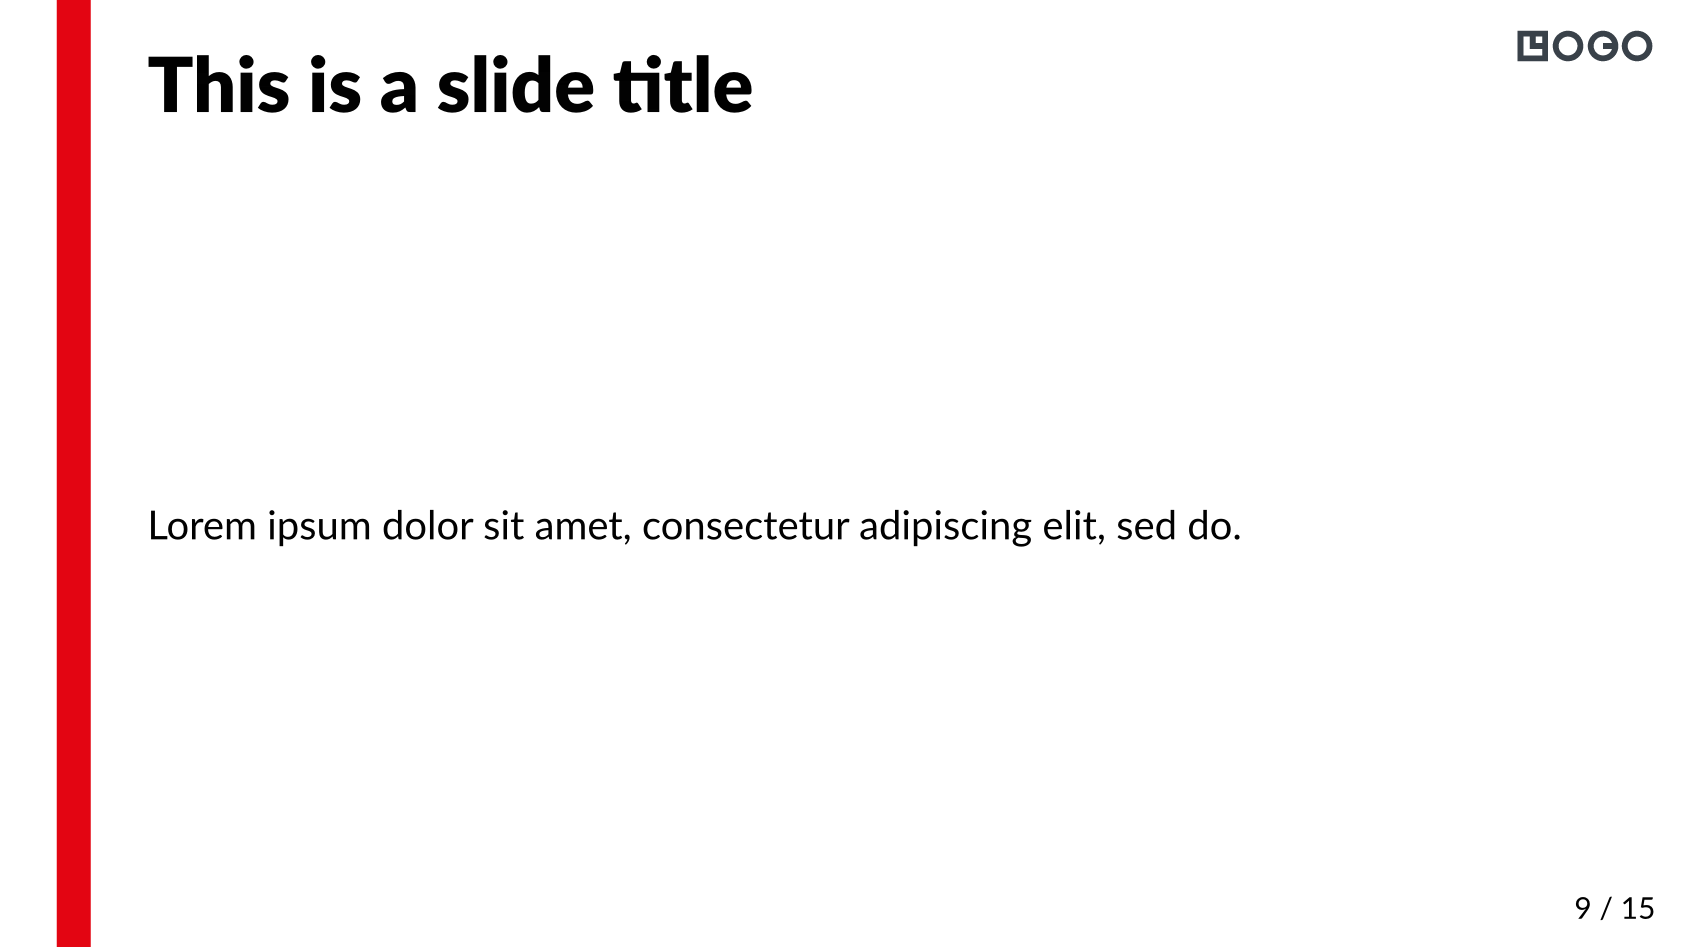 This is a slide title
LOGO
Lorem ipsum dolor sit amet, consectetur adipiscing elit, sed do.
9 / 15